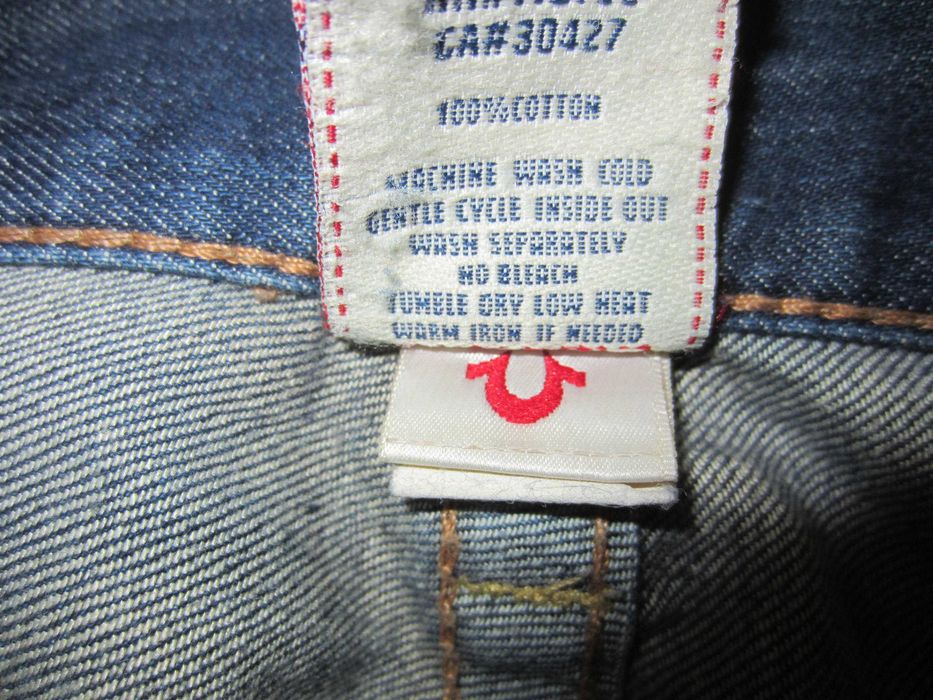 CA#30427
100%COTTON
MACHINE WASH COLD
GENTLE CYCLE INSIDE OUT
WASH SEPARATELY
NO BLEACH
TUMBLE DRY LOW HEAT
WARM IRON IF NEEDED